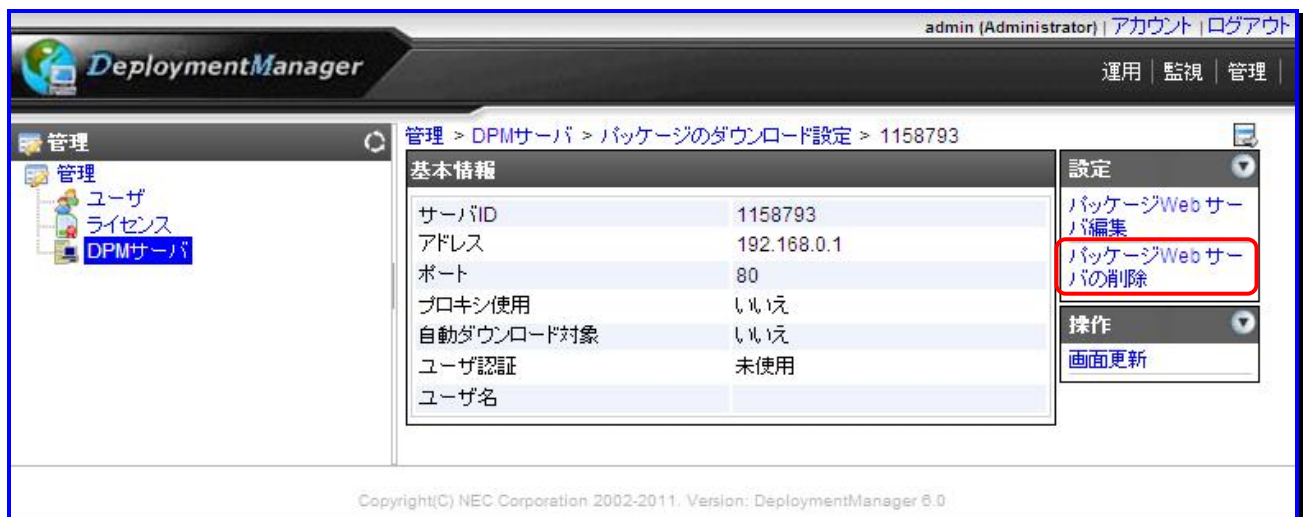 admin (Administrator) | アカウント | ログアウト
DeploymentManager
運用 | 監視 | 管理 |
管理
管理
ユーザ
ライセンス
DPMサーバ
管理 > DPMサーバ > パッケージのダウンロード設定 > 1158793
基本情報
サーバID 1158793
アドレス 192.168.0.1
ポート 80
プロキシ使用 いいえ
自動ダウンロード対象 いいえ
ユーザ認証 未使用
ユーザ名
設定
パッケージWeb サー
バ編集
パッケージWeb サー
バの削除
操作
画面更新
Copyright(C) NEC Corporation 2002-2011. Version: DeploymentManager 6.0